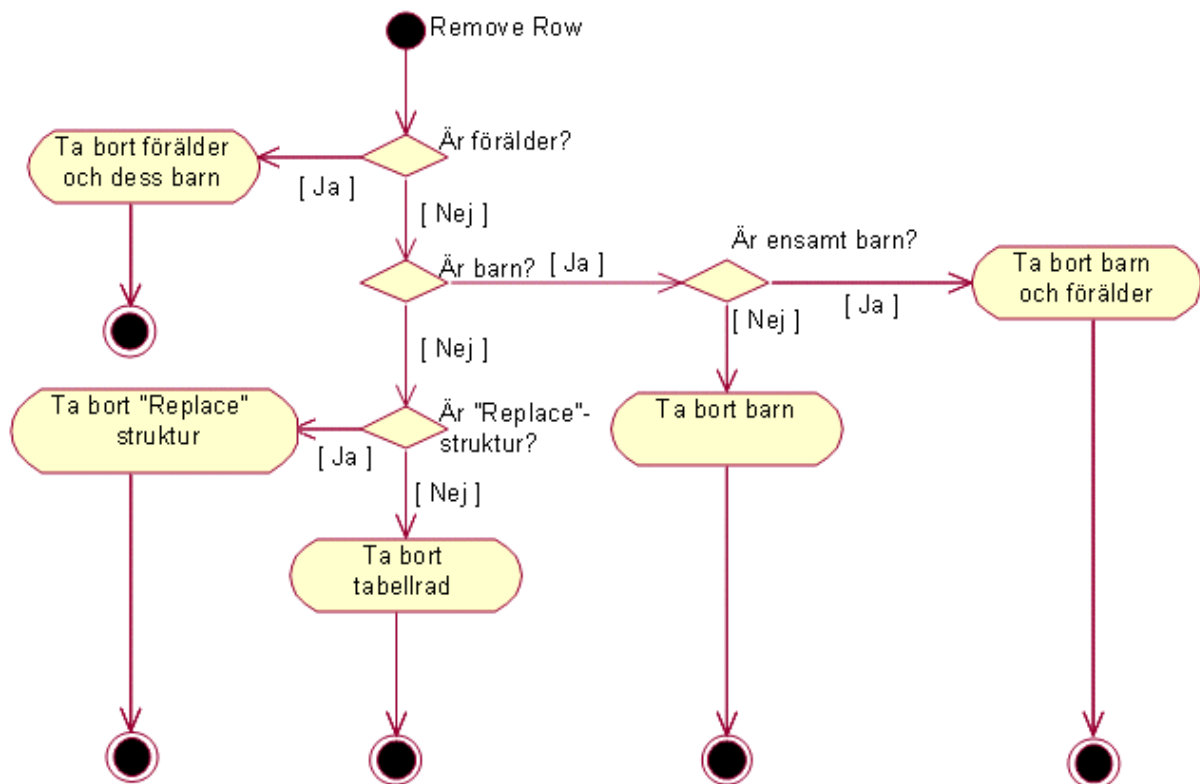 Remove Row
Är förälder?
Ta bort förälder
och dess barn
[ Ja ]
[ Nej ]
Är barn?
[ Ja ]
Är ensamt barn?
Ta bort barn
och förälder
[ Nej ]
[ Ja ]
[ Nej ]
Ta bort "Replace"
struktur
Är "Replace"-
struktur?
Ta bort barn
[ Ja ]
[ Nej ]
Ta bort
tabellrad